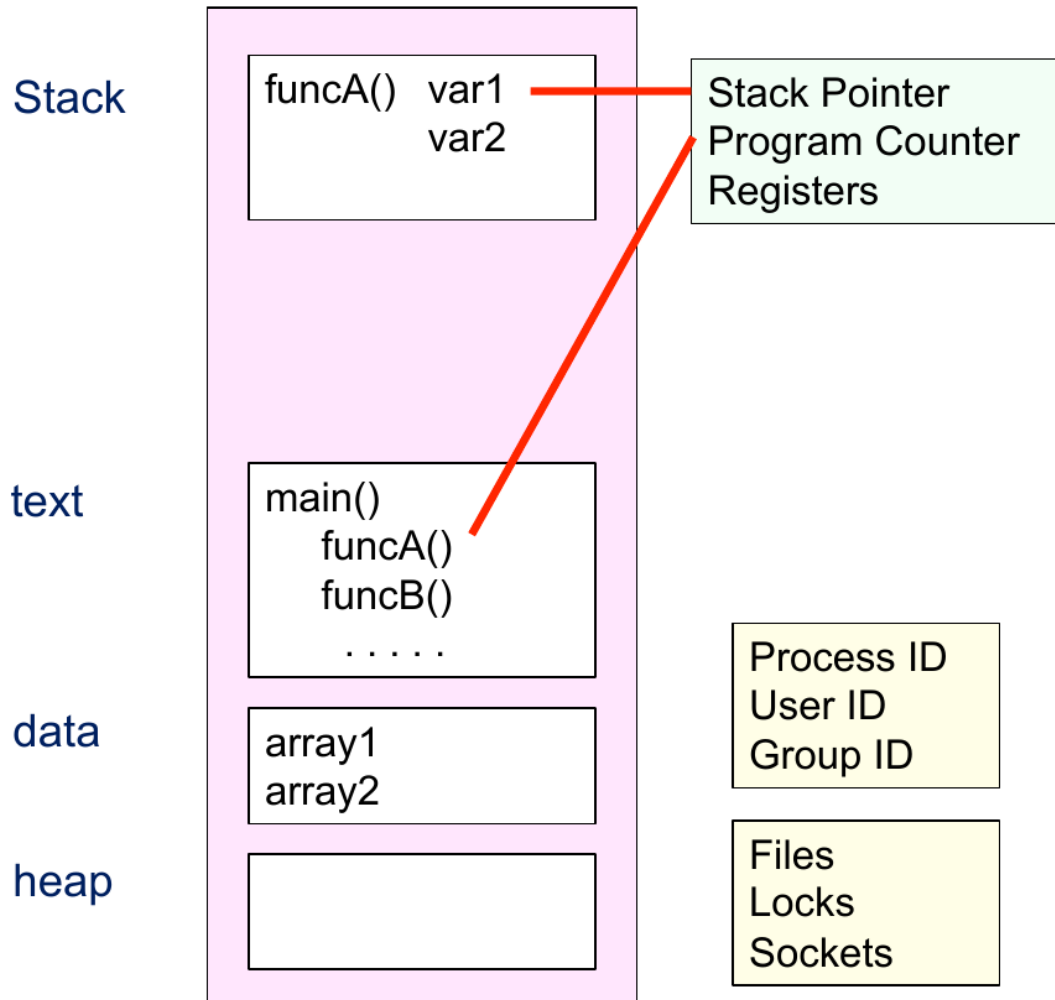 Stack
funcA() var1
var2
Stack Pointer
Program Counter
Registers
text
main()
funcA()
funcB()
. . . . .
data
array1
array2
heap
Process ID
User ID
Group ID
Files
Locks
Sockets